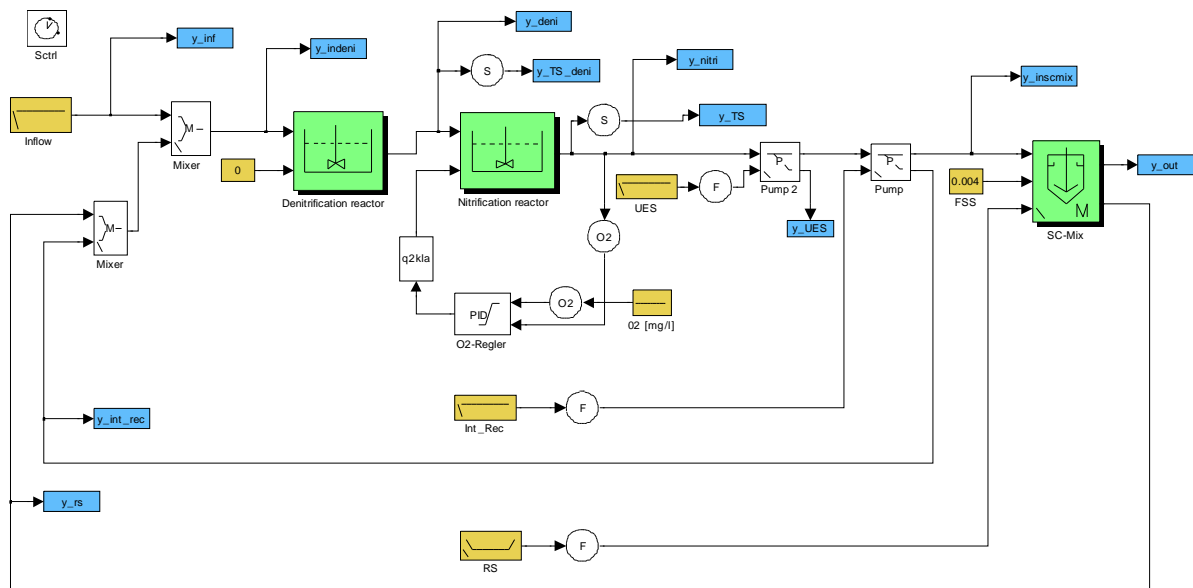 y_deni
y_inf
Sctrl
y_indeni
y_nitri
S
y_TS_deni
y_inscmix
Inflow
M
Mixer
S
y_TS
0
Denitrification reactor
Nitrification reactor
P
Pump 2
P
Pump
UES
F
0.004
FSS
y_out
M
SC-Mix
M
Mixer
y_UES
O2
q2kla
PID
O2-Regler
O2
02 [mg/l]
Int_Rec
F
y_int_rec
y_rs
RS
F